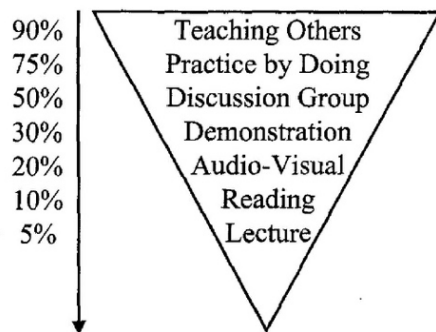 90% Teaching Others
75% Practice by Doing
50% Discussion Group
30% Demonstration
20% Audio-Visual
10% Reading
5% Lecture